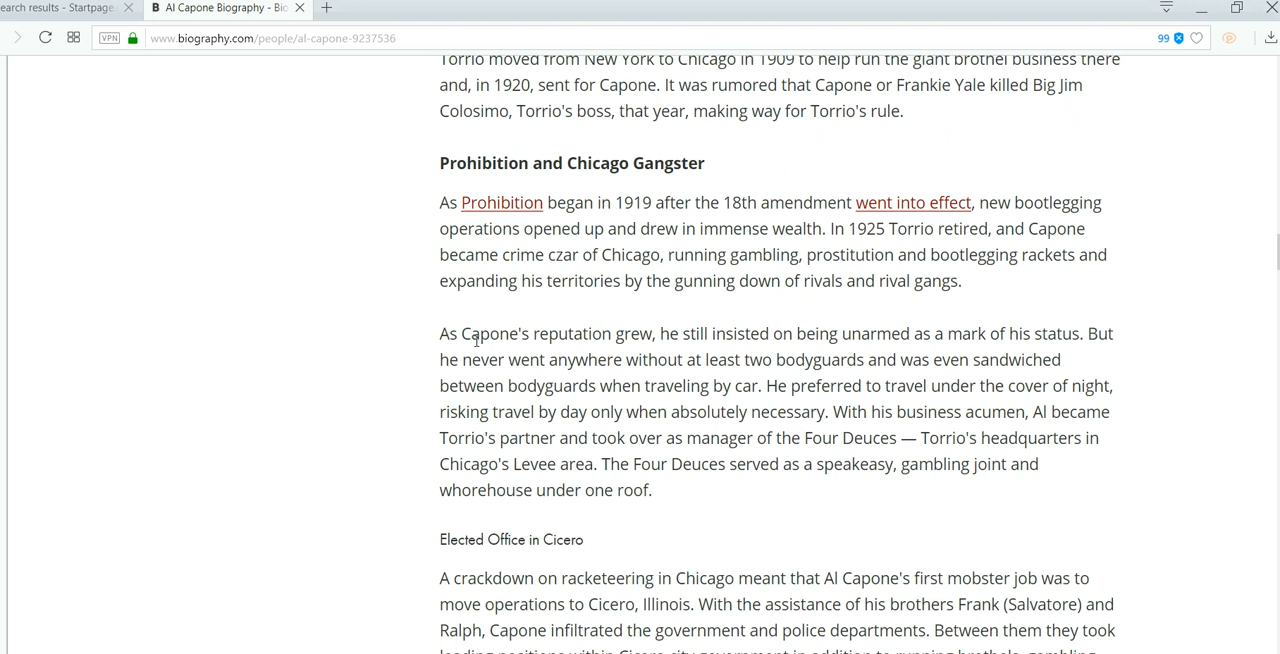 earch results - Startpage
B Al Capone Biography - Bio
VPN www.biography.com/people/al-capone-9237536 99
Torrio moved from New York to Chicago in 1909 to help run the giant brothel business there
and, in 1920, sent for Capone. It was rumored that Capone or Frankie Yale killed Big Jim
Colosimo, Torrio's boss, that year, making way for Torrio's rule.
Prohibition and Chicago Gangster
As Prohibition began in 1919 after the 18th amendment went into effect, new bootlegging
operations opened up and drew in immense wealth. In 1925 Torrio retired, and Capone
became crime czar of Chicago, running gambling, prostitution and bootlegging rackets and
expanding his territories by the gunning down of rivals and rival gangs.
As Capone's reputation grew, he still insisted on being unarmed as a mark of his status. But
he never went anywhere without at least two bodyguards and was even sandwiched
between bodyguards when traveling by car. He preferred to travel under the cover of night,
risking travel by day only when absolutely necessary. With his business acumen, Al became
Torrio's partner and took over as manager of the Four Deuces — Torrio's headquarters in
Chicago's Levee area. The Four Deuces served as a speakeasy, gambling joint and
whorehouse under one roof.
Elected Office in Cicero
A crackdown on racketeering in Chicago meant that Al Capone's first mobster job was to
move operations to Cicero, Illinois. With the assistance of his brothers Frank (Salvatore) and
Ralph, Capone infiltrated the government and police departments. Between them they took
leading positions within Cicero city government in addition to running brothels, gambling